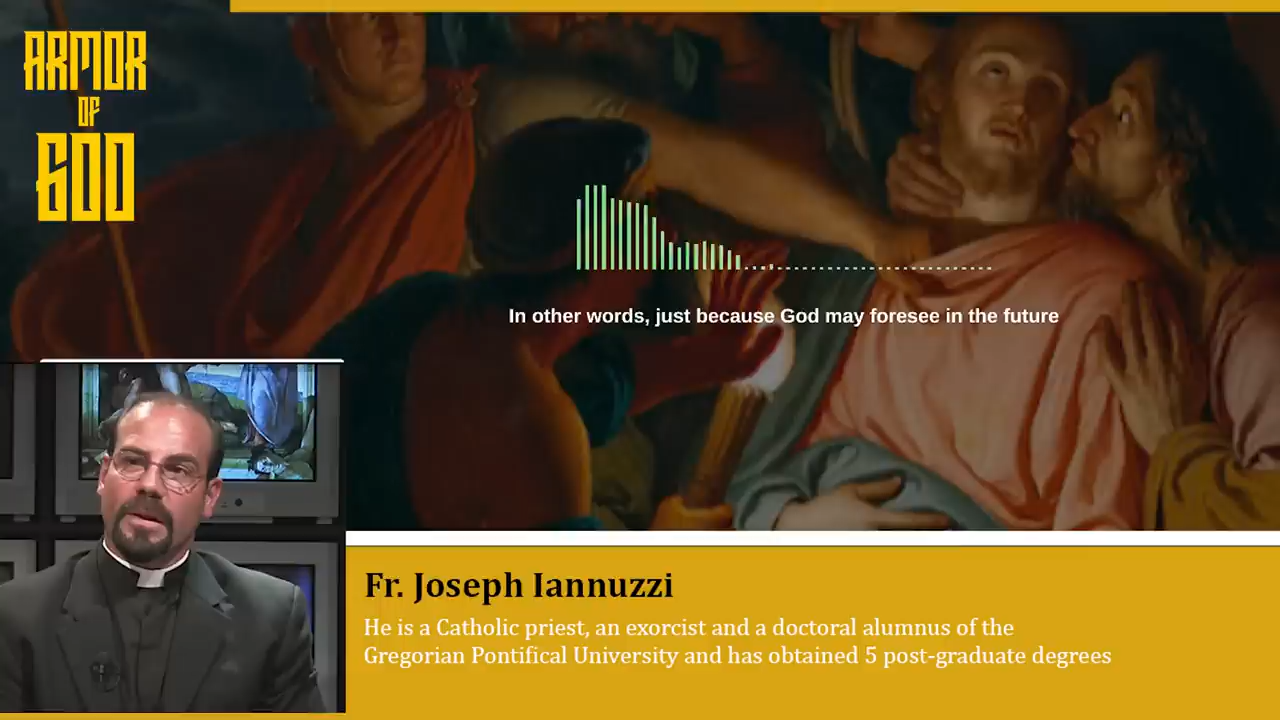 ARMOR
OF
GOD
In other words, just because God may foresee in the future
Fr. Joseph Iannuzzi
He is a Catholic priest, an exorcist and a doctoral alumnus of the
Gregorian Pontifical University and has obtained 5 post-graduate degrees